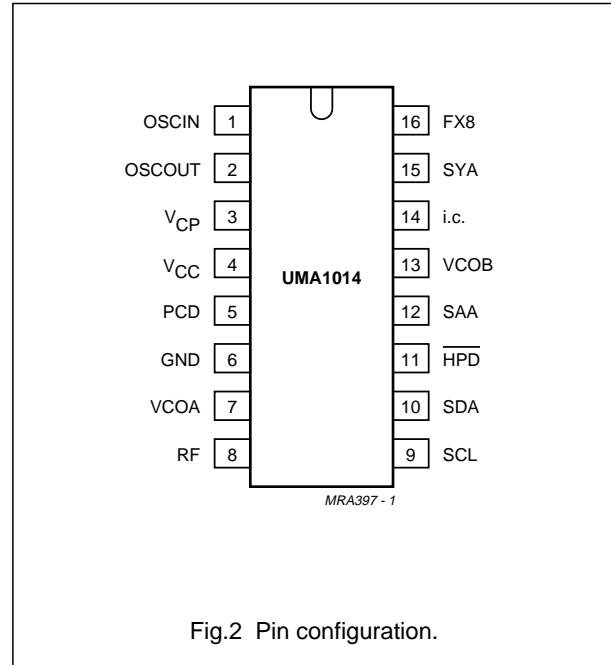 OSCIN 1 16 FX8
OSCOUT 2 15 SYA
VCP 3 14 i.c.
VCC 4 13 VCOB
UMA1014
PCD 5 12 SAA
GND 6 11 H̅P̅D̅
VCOA 7 10 SDA
RF 8 9 SCL
MRA397 - 1
Fig.2 Pin configuration.